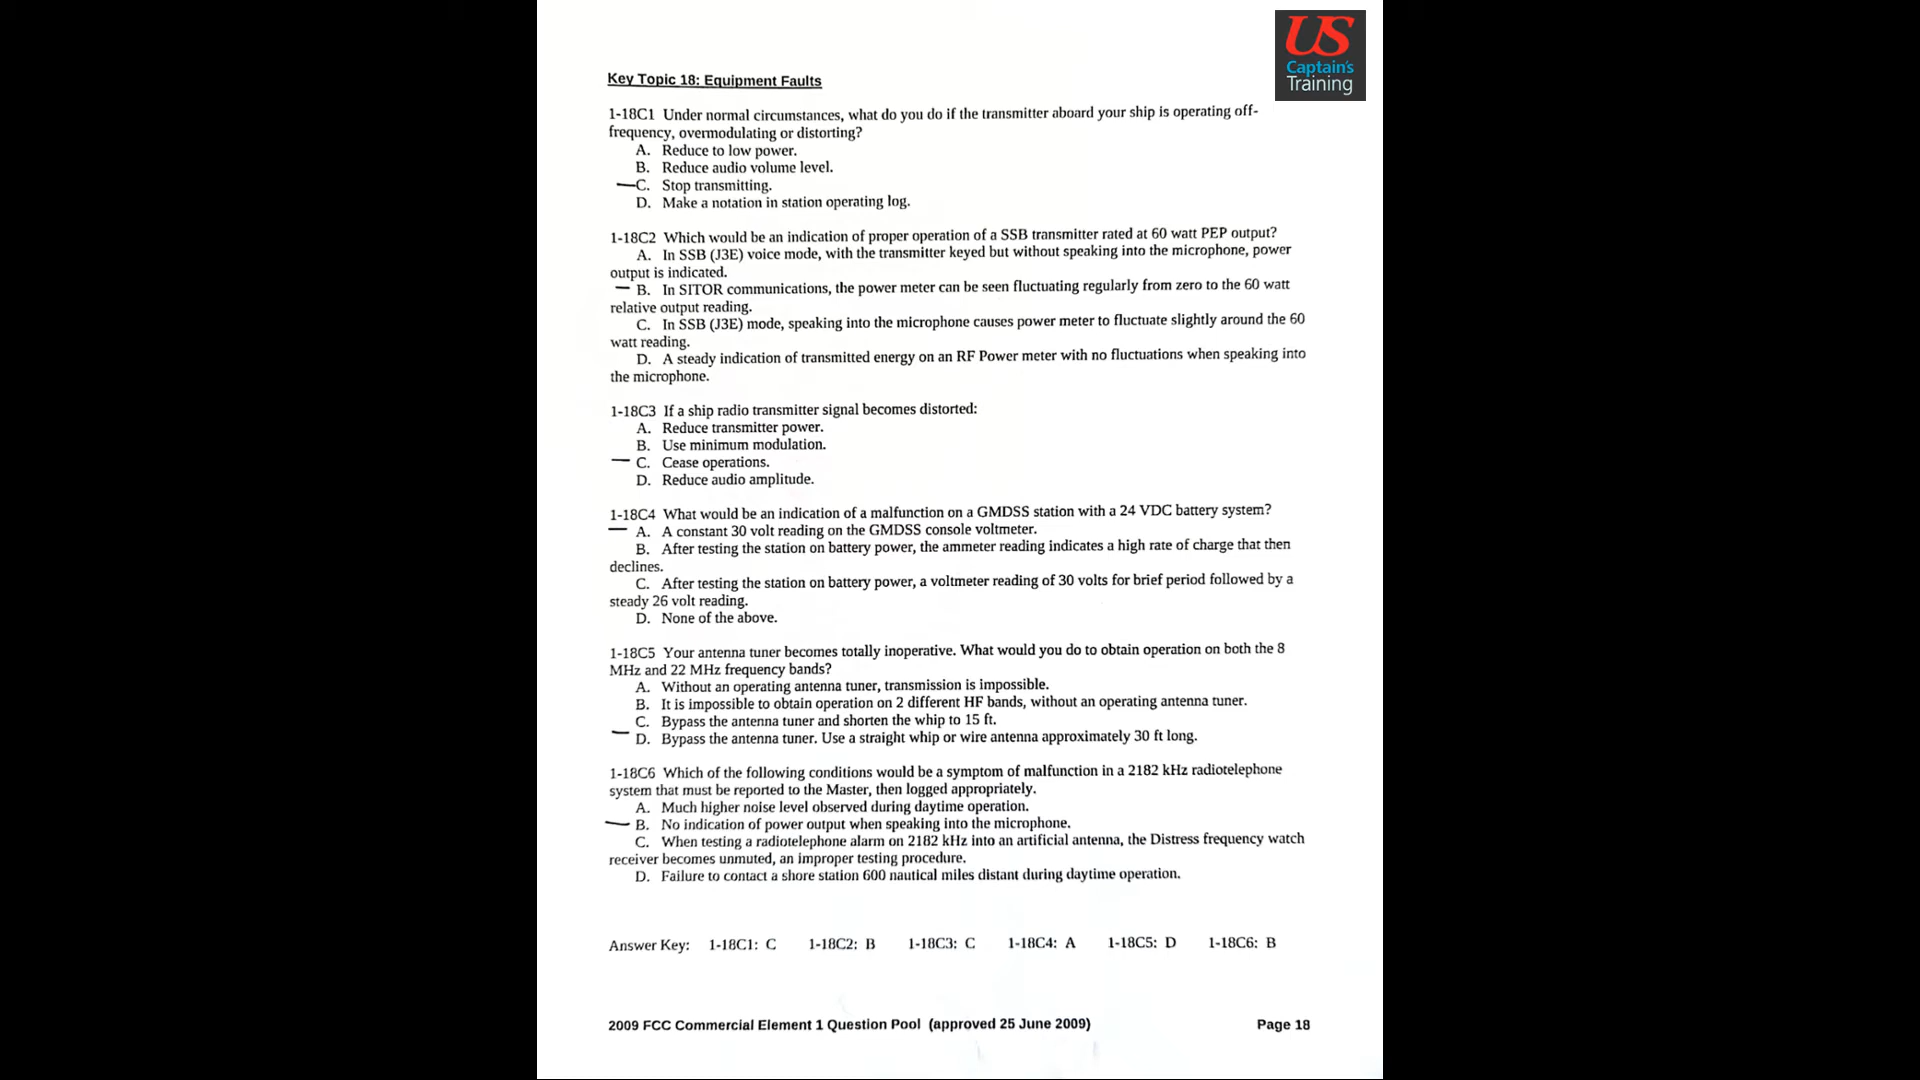 US
Captain's
Training
Key Topic 18: Equipment Faults
1-18C1 Under normal circumstances, what do you do if the transmitter aboard your ship is operating off-
frequency, overmodulating or distorting?
A. Reduce to low power.
B. Reduce audio volume level.
C. Stop transmitting.
D. Make a notation in station operating log.
1-18C2 Which would be an indication of proper operation of a SSB transmitter rated at 60 watt PEP output?
A. In SSB (J3E) voice mode, with the transmitter keyed but without speaking into the microphone, power
output is indicated.
B. In SITOR communications, the power meter can be seen fluctuating regularly from zero to the 60 watt
relative output reading.
C. In SSB (J3E) mode, speaking into the microphone causes power meter to fluctuate slightly around the 60
watt reading.
D. A steady indication of transmitted energy on an RF Power meter with no fluctuations when speaking into
the microphone.
1-18C3 If a ship radio transmitter signal becomes distorted:
A. Reduce transmitter power.
B. Use minimum modulation.
C. Cease operations.
D. Reduce audio amplitude.
1-18C4 What would be an indication of a malfunction on a GMDSS station with a 24 VDC battery system?
A. A constant 30 volt reading on the GMDSS console voltmeter.
B. After testing the station on battery power, the ammeter reading indicates a high rate of charge that then
declines.
C. After testing the station on battery power, a voltmeter reading of 30 volts for brief period followed by a
steady 26 volt reading.
D. None of the above.
1-18C5 Your antenna tuner becomes totally inoperative. What would you do to obtain operation on both the 8
MHz and 22 MHz frequency bands?
A. Without an operating antenna tuner, transmission is impossible.
B. It is impossible to obtain operation on 2 different HF bands, without an operating antenna tuner.
C. Bypass the antenna tuner and shorten the whip to 15 ft.
D. Bypass the antenna tuner. Use a straight whip or wire antenna approximately 30 ft long.
1-18C6 Which of the following conditions would be a symptom of malfunction in a 2182 kHz radiotelephone
system that must be reported to the Master, then logged appropriately.
A. Much higher noise level observed during daytime operation.
B. No indication of power output when speaking into the microphone.
C. When testing a radiotelephone alarm on 2182 kHz into an artificial antenna, the Distress frequency watch
receiver becomes unmuted, an improper testing procedure.
D. Failure to contact a shore station 600 nautical miles distant during daytime operation.
Answer Key: 1-18C1: C 1-18C2: B 1-18C3: C 1-18C4: A 1-18C5: D 1-18C6: B
2009 FCC Commercial Element 1 Question Pool (approved 25 June 2009) Page 18